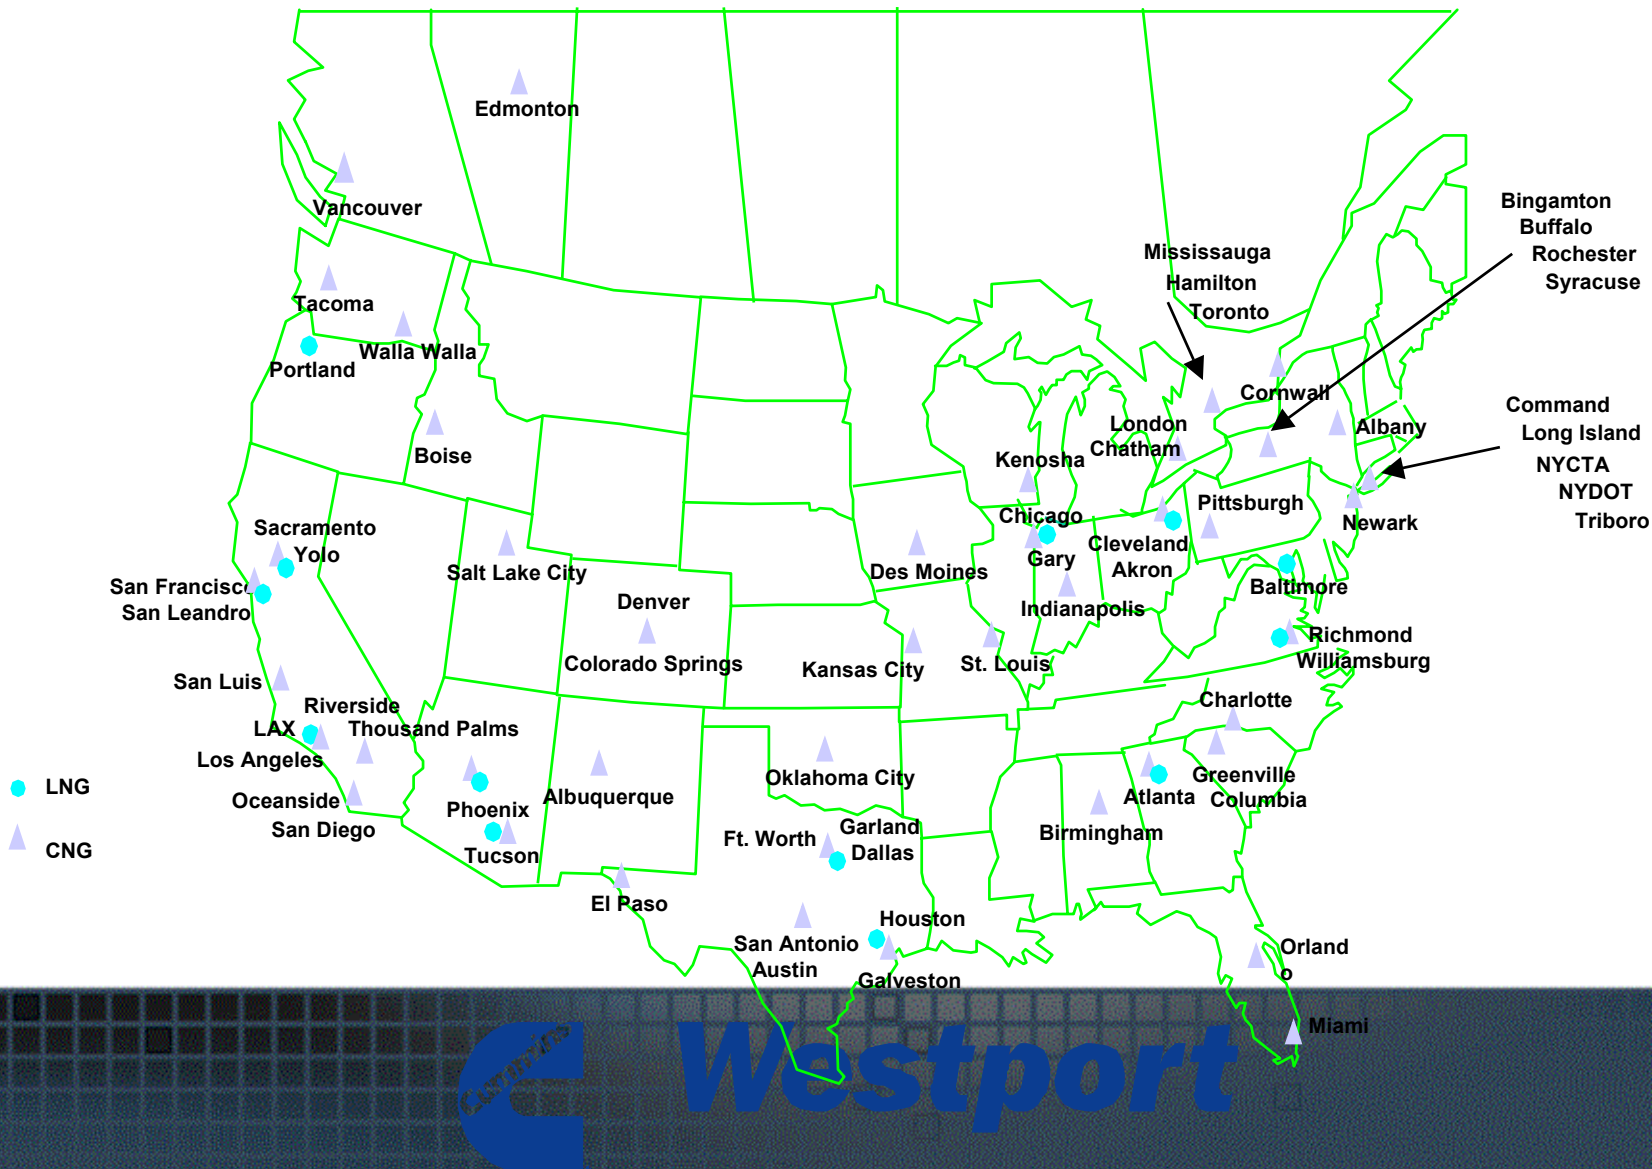 Edmonton
Vancouver
Bingamton
Buffalo
Rochester
Syracuse
Mississauga
Hamilton
Toronto
Tacoma
Walla Walla
Portland
Cornwall
Command
Long Island
NYCTA
NYDOT
Triboro
London
Chatham
Albany
Boise
Kenosha
Pittsburgh
Newark
Chicago
Gary
Cleveland
Akron
Sacramento
Yolo
San Francisco
San Leandro
Salt Lake City
Des Moines
Indianapolis
Baltimore
Denver
Colorado Springs
Kansas City
St. Louis
Richmond
Williamsburg
San Luis
Riverside
LAX
Thousand Palms
Los Angeles
Charlotte
Oceanside
San Diego
Phoenix
Tucson
Albuquerque
Oklahoma City
Greenville
Columbia
Atlanta
Birmingham
LNG
CNG
Ft. Worth
Garland
Dallas
El Paso
Houston
San Antonio
Austin
Galveston
Orland
o
Miami
Cummins
Westport